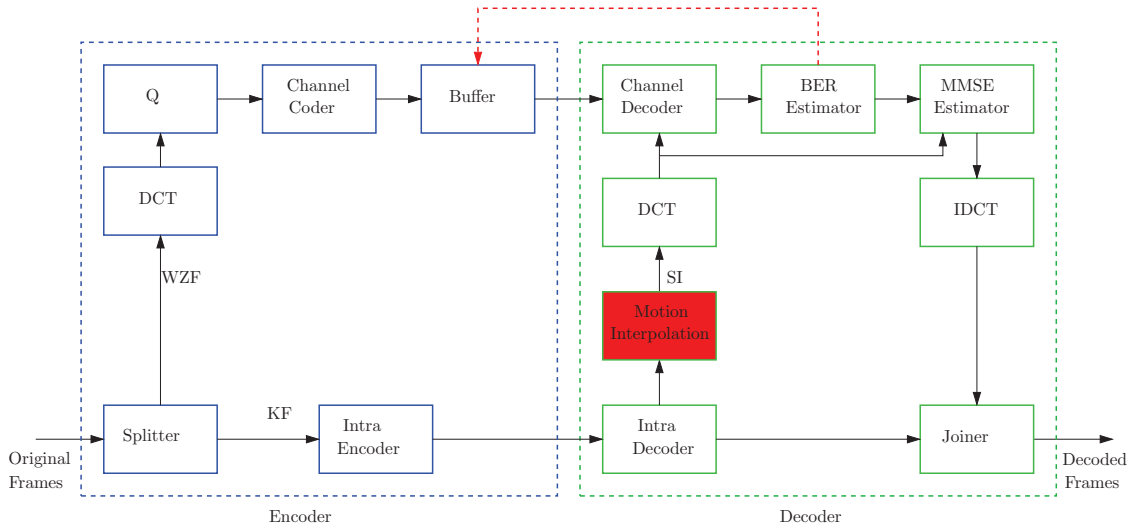 Q
Channel
Coder
Buffer
Channel
Decoder
BER
Estimator
MMSE
Estimator
DCT
DCT
IDCT
WZF
SI
Motion
Interpolation
Splitter
KF
Intra
Encoder
Intra
Decoder
Joiner
Original
Frames
Decoded
Frames
Encoder
Decoder